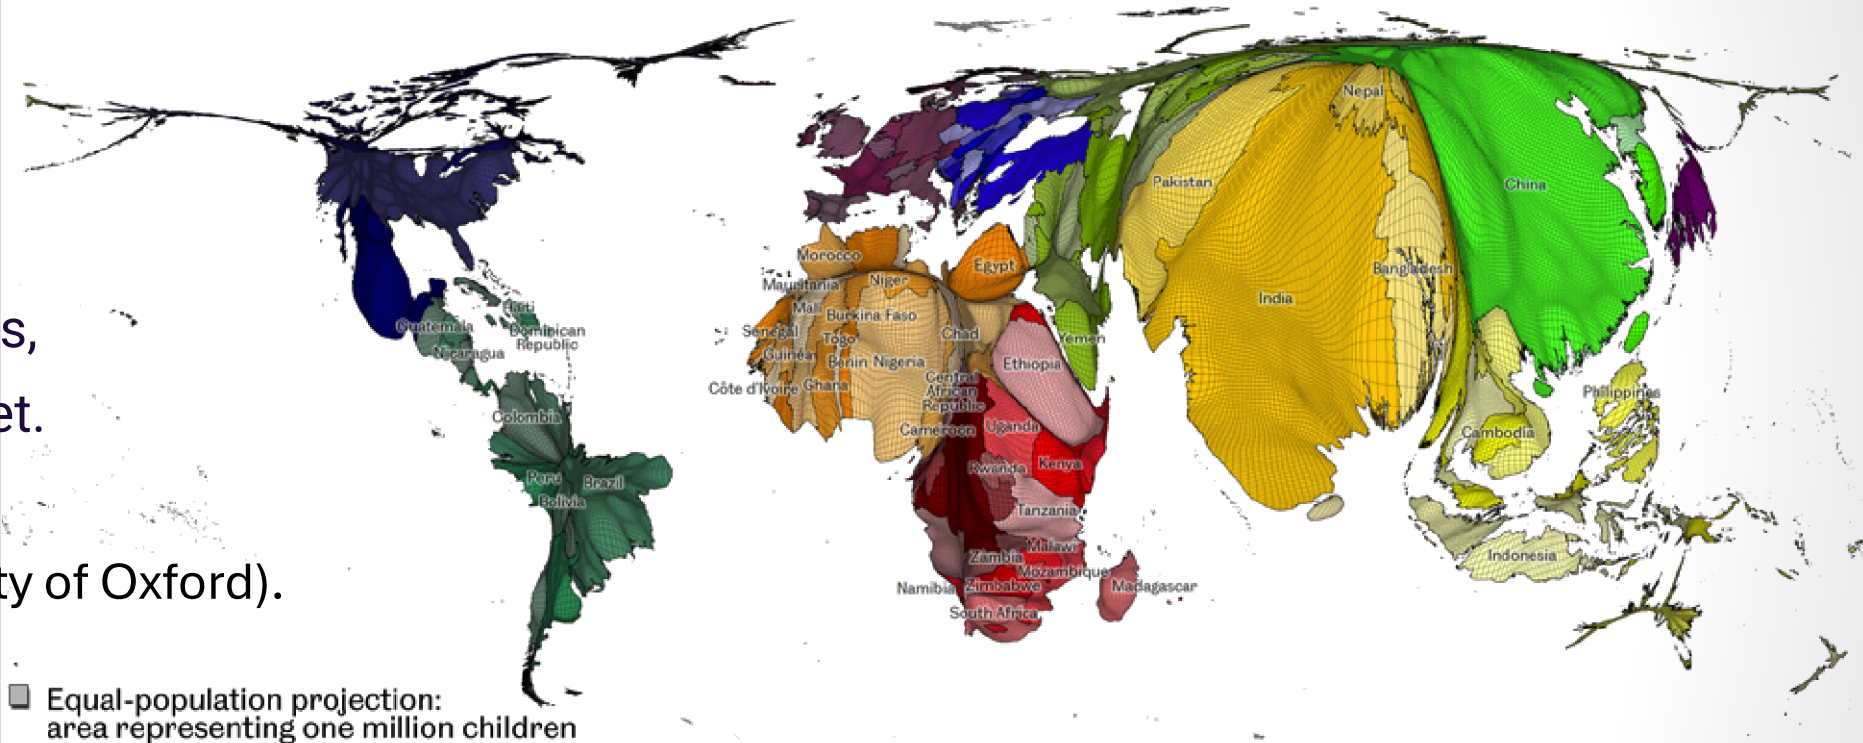 s,
et.
ty of Oxford).
Equal-population projection:
area representing one million children
Guatemala
Nicaragua
Haiti
Dominican
Republic
Colombia
Peru
Brazil
Bolivia
Morocco
Mauritania
Mali
Niger
Burkina Faso
Senegal
Togo
Guinea
Benin
Nigeria
Côte d'Ivoire
Ghana
Egypt
Chad
Central
African
Republic
Cameroon
Ethiopia
Yemen
Uganda
Rwanda
Kenya
Tanzania
Zambia
Malawi
Mozambique
Namibia
Zimbabwe
South Africa
Madagascar
Nepal
Pakistan
India
Bangladesh
China
Philippines
Cambodia
Indonesia